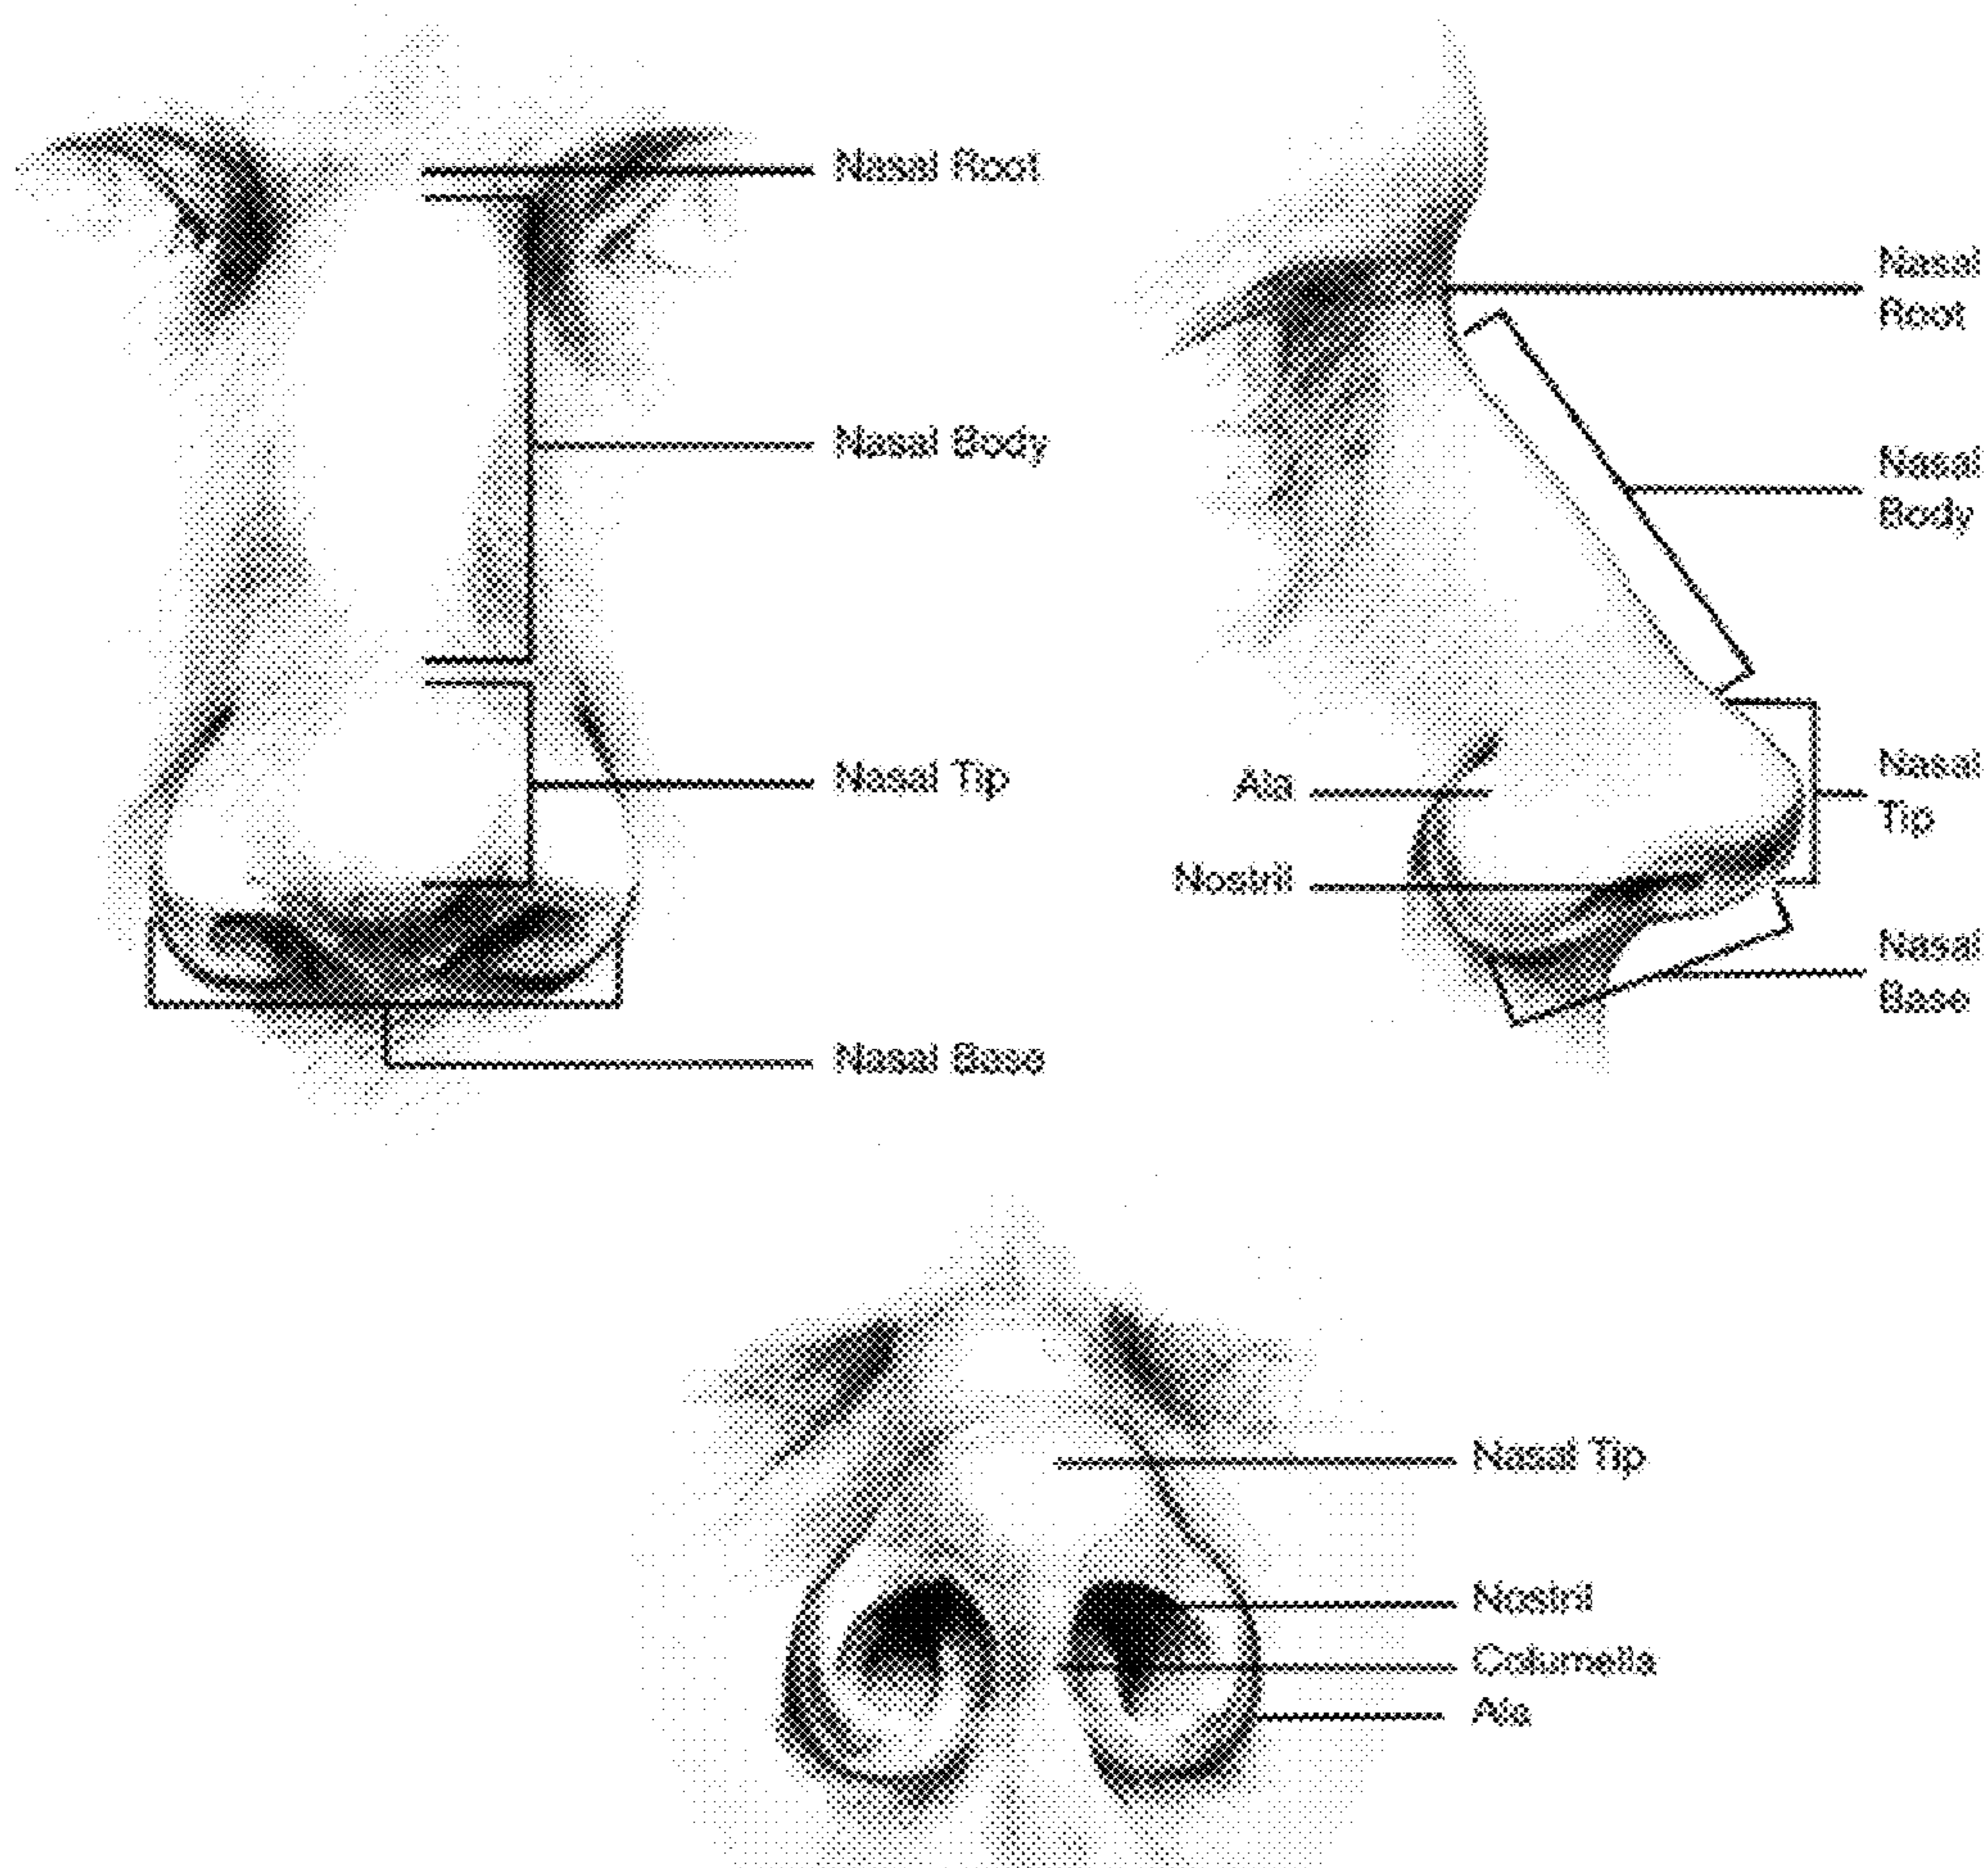 Nasal Root
Nasal Body
Nasal Tip
Nasal Base
Nasal
Root
Nasal
Body
Ala
Nasal
Tip
Nostril
Nasal
Base
Nasal Tip
Nostril
Columella
Ala